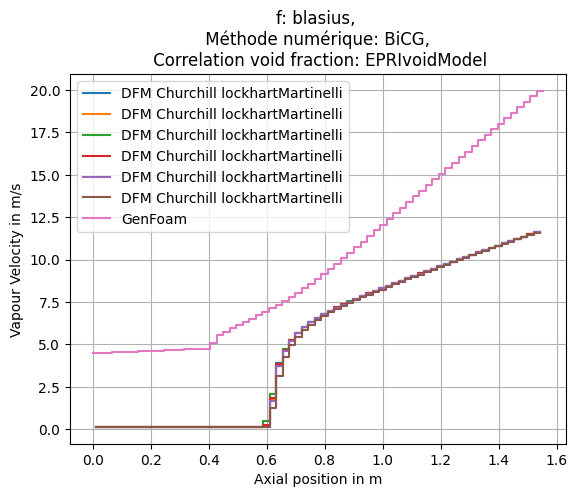 f: blasius,
Méthode numérique: BiCG,
Correlation void fraction: EPRIvoidModel
DFM Churchill lockhartMartinelli
DFM Churchill lockhartMartinelli
DFM Churchill lockhartMartinelli
DFM Churchill lockhartMartinelli
DFM Churchill lockhartMartinelli
DFM Churchill lockhartMartinelli
GenFoam
Vapour Velocity in m/s
20.0
17.5
15.0
12.5
10.0
7.5
5.0
2.5
0.0
0.0 0.2 0.4 0.6 0.8 1.0 1.2 1.4 1.6
Axial position in m